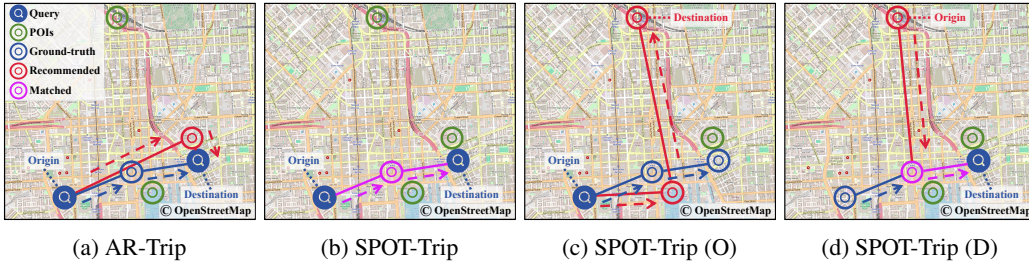 Query
POIs
Ground-truth
Recommended
Matched
Origin
Destination
© OpenStreetMap
Origin
Destination
© OpenStreetMap
Destination
Origin
© OpenStreetMap
Origin
Destination
© OpenStreetMap
(a) AR-Trip
(b) SPOT-Trip
(c) SPOT-Trip (O)
(d) SPOT-Trip (D)